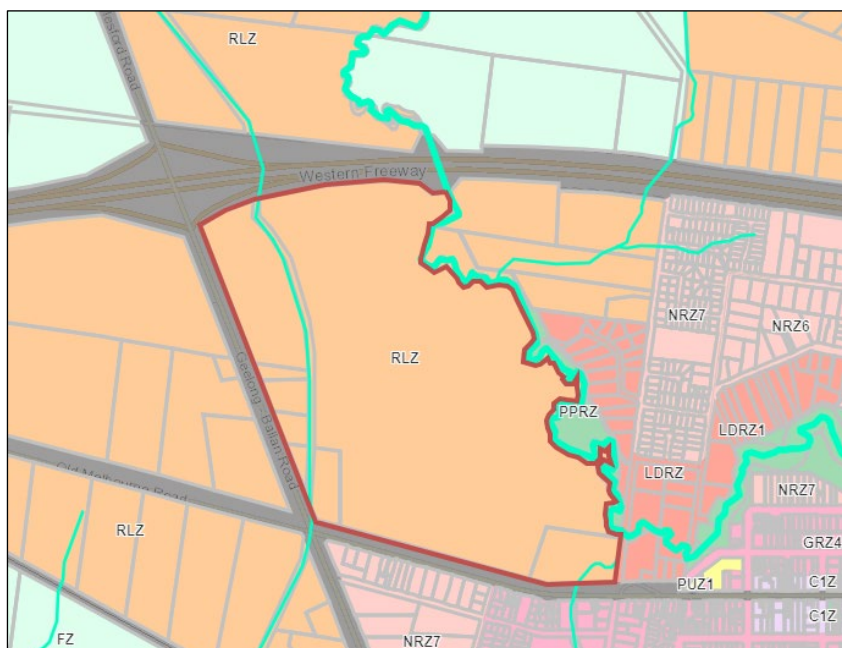 RLZ
Western Freeway
NRZ7
NRZ6
RLZ
Geelong - Ballan Road
PPRZ
LDRZ1
LDRZ
Old Melbourne Road
NRZ7
RLZ
GRZ4
PUZ1
C1Z
C1Z
FZ
NRZ7